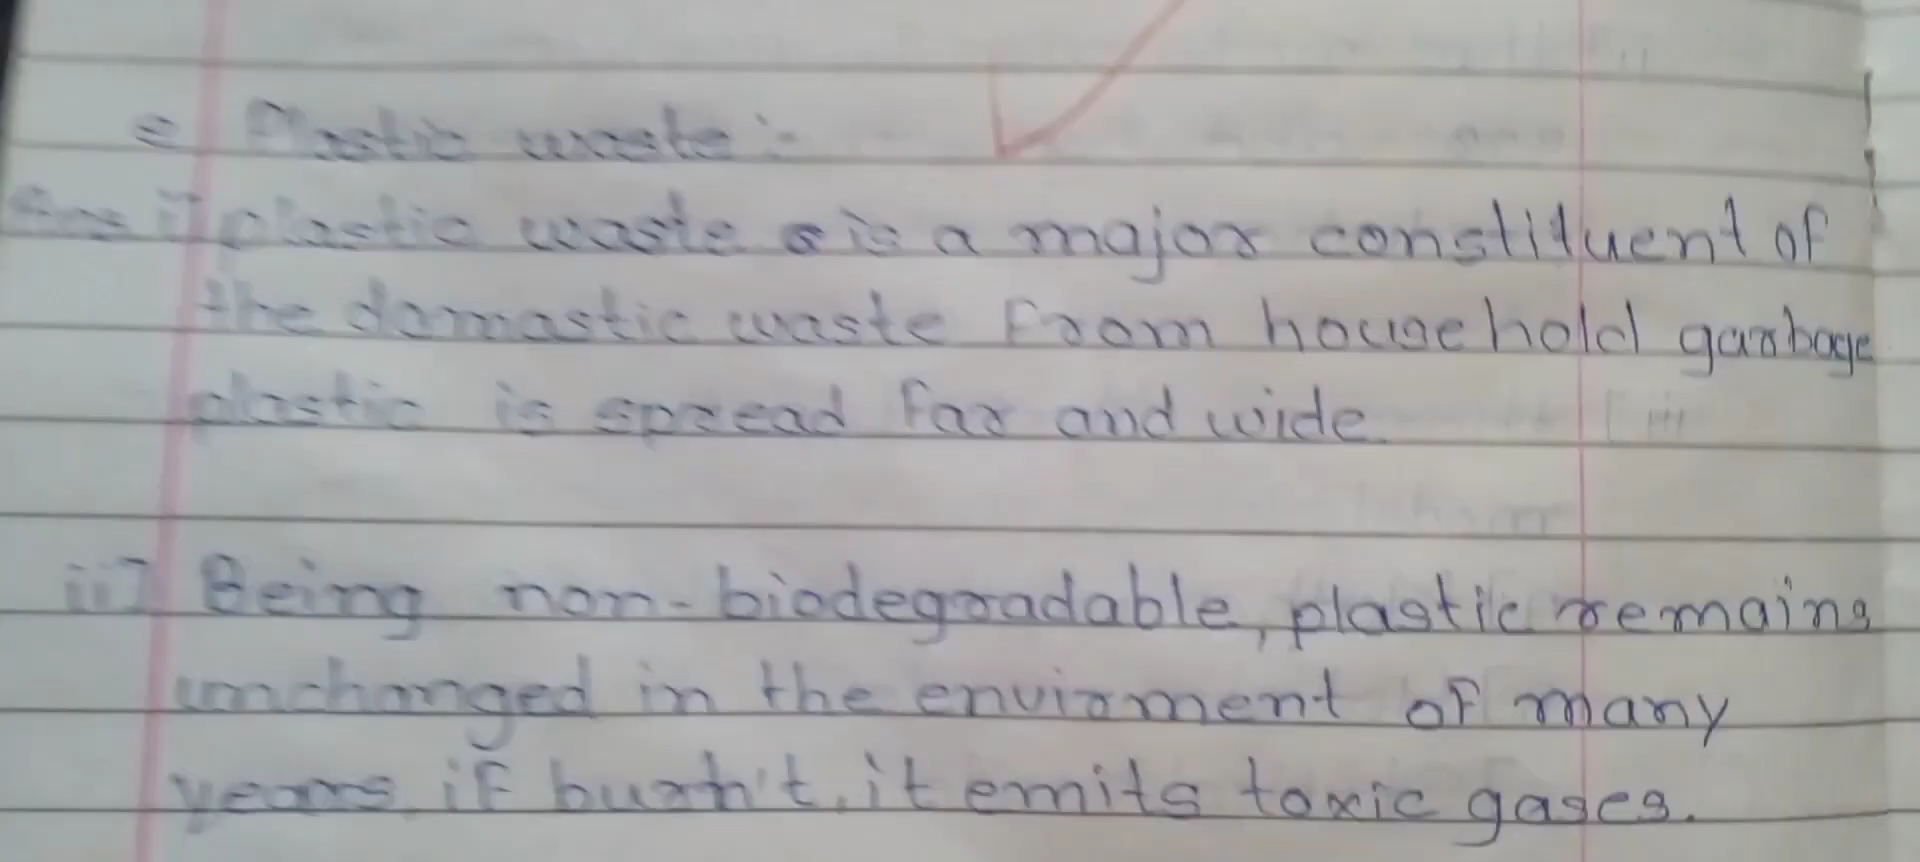 e Plastic waste :-
Ans i] plastic waste is a major constituent of
the domastic waste From household garbage
plastic is spread far and wide.
ii] Being non-biodegradable, plastic remains
unchanged in the enviroment of many
years, if burn't, it emits toxic gases.